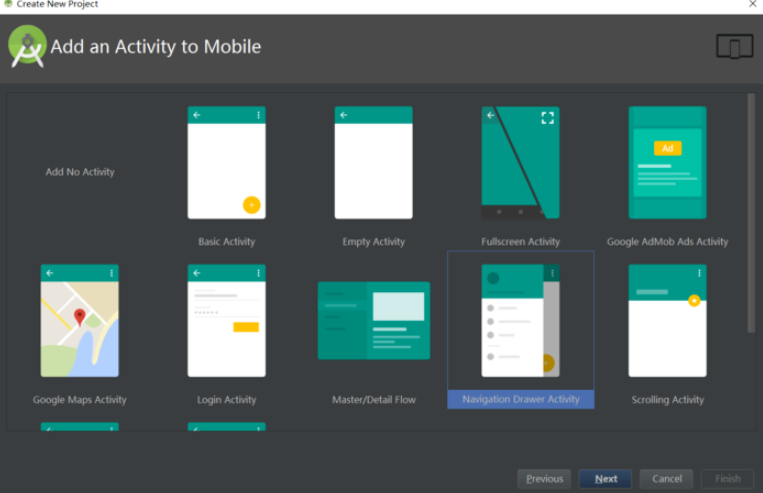 Create New Project
Add an Activity to Mobile
Add No Activity
Basic Activity
Empty Activity
Fullscreen Activity
Ad
Google AdMob Ads Activity
Google Maps Activity
Login Activity
Master/Detail Flow
Navigation Drawer Activity
Scrolling Activity
Previous
Next
Cancel
Finish